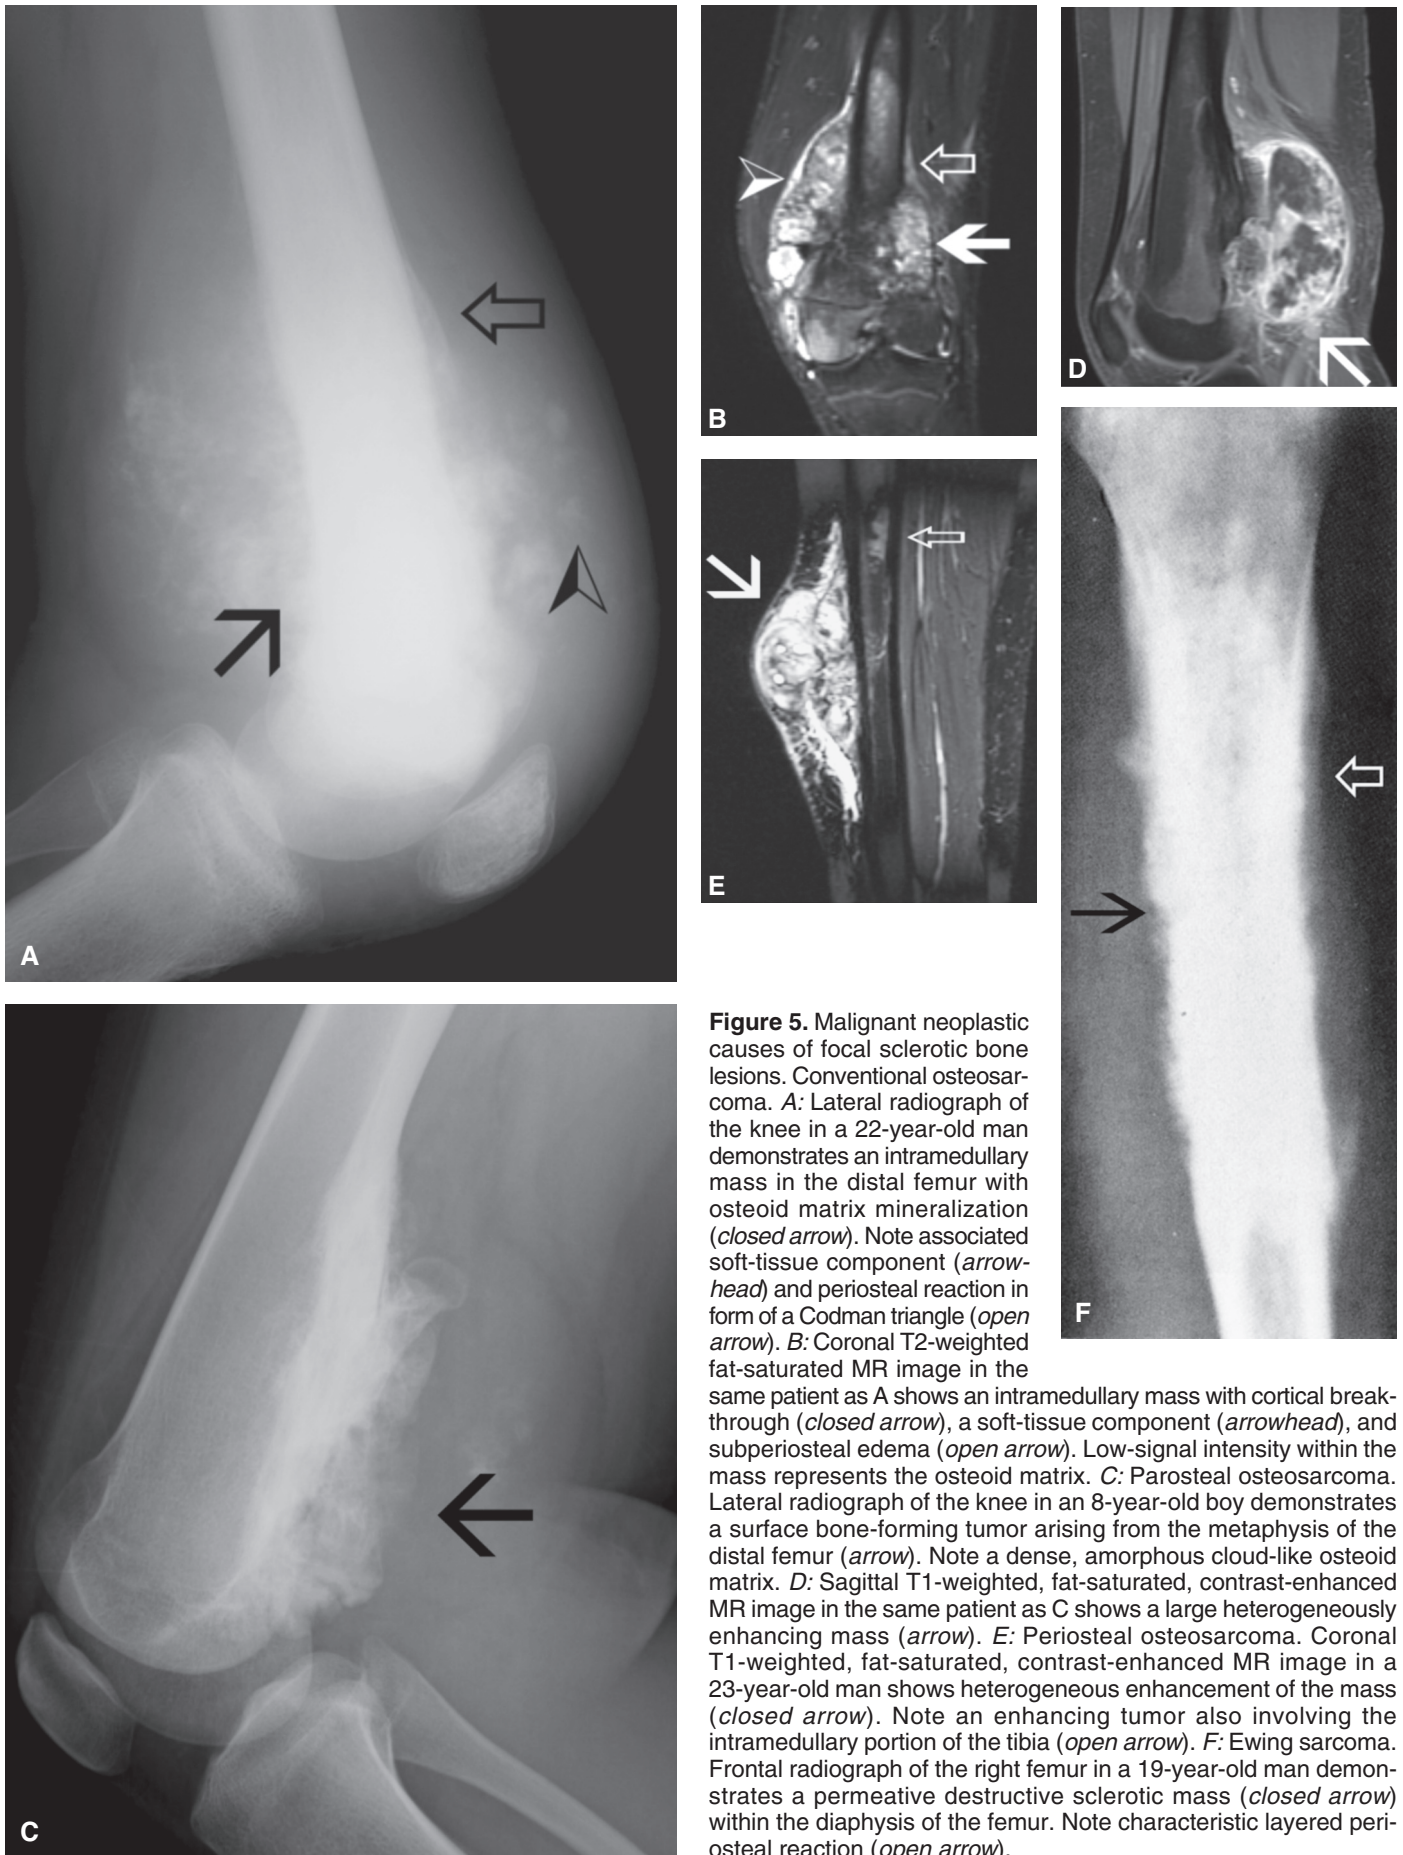 A
B
D
E
F
C
Figure 5. Malignant neoplastic
causes of focal sclerotic bone
lesions. Conventional osteosar-
coma. A: Lateral radiograph of
the knee in a 22-year-old man
demonstrates an intramedullary
mass in the distal femur with
osteoid matrix mineralization
(closed arrow). Note associated
soft-tissue component (arrow-
head) and periosteal reaction in
form of a Codman triangle (open
arrow). B: Coronal T2-weighted
fat-saturated MR image in the
same patient as A shows an intramedullary mass with cortical break-
through (closed arrow), a soft-tissue component (arrowhead), and
subperiosteal edema (open arrow). Low-signal intensity within the
mass represents the osteoid matrix. C: Parosteal osteosarcoma.
Lateral radiograph of the knee in an 8-year-old boy demonstrates
a surface bone-forming tumor arising from the metaphysis of the
distal femur (arrow). Note a dense, amorphous cloud-like osteoid
matrix. D: Sagittal T1-weighted, fat-saturated, contrast-enhanced
MR image in the same patient as C shows a large heterogeneously
enhancing mass (arrow). E: Periosteal osteosarcoma. Coronal
T1-weighted, fat-saturated, contrast-enhanced MR image in a
23-year-old man shows heterogeneous enhancement of the mass
(closed arrow). Note an enhancing tumor also involving the
intramedullary portion of the tibia (open arrow). F: Ewing sarcoma.
Frontal radiograph of the right femur in a 19-year-old man demon-
strates a permeative destructive sclerotic mass (closed arrow)
within the diaphysis of the femur. Note characteristic layered peri-
osteal reaction (open arrow).